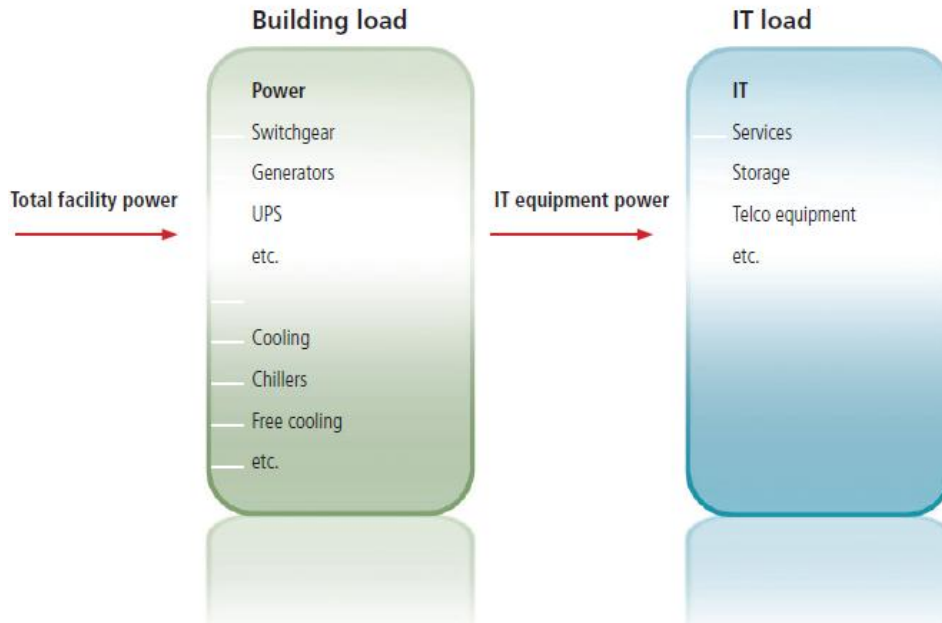 Building load
IT load
Power
Switchgear
Generators
UPS
etc.
Cooling
Chillers
Free cooling
etc.
Total facility power
IT equipment power
IT
Services
Storage
Telco equipment
etc.